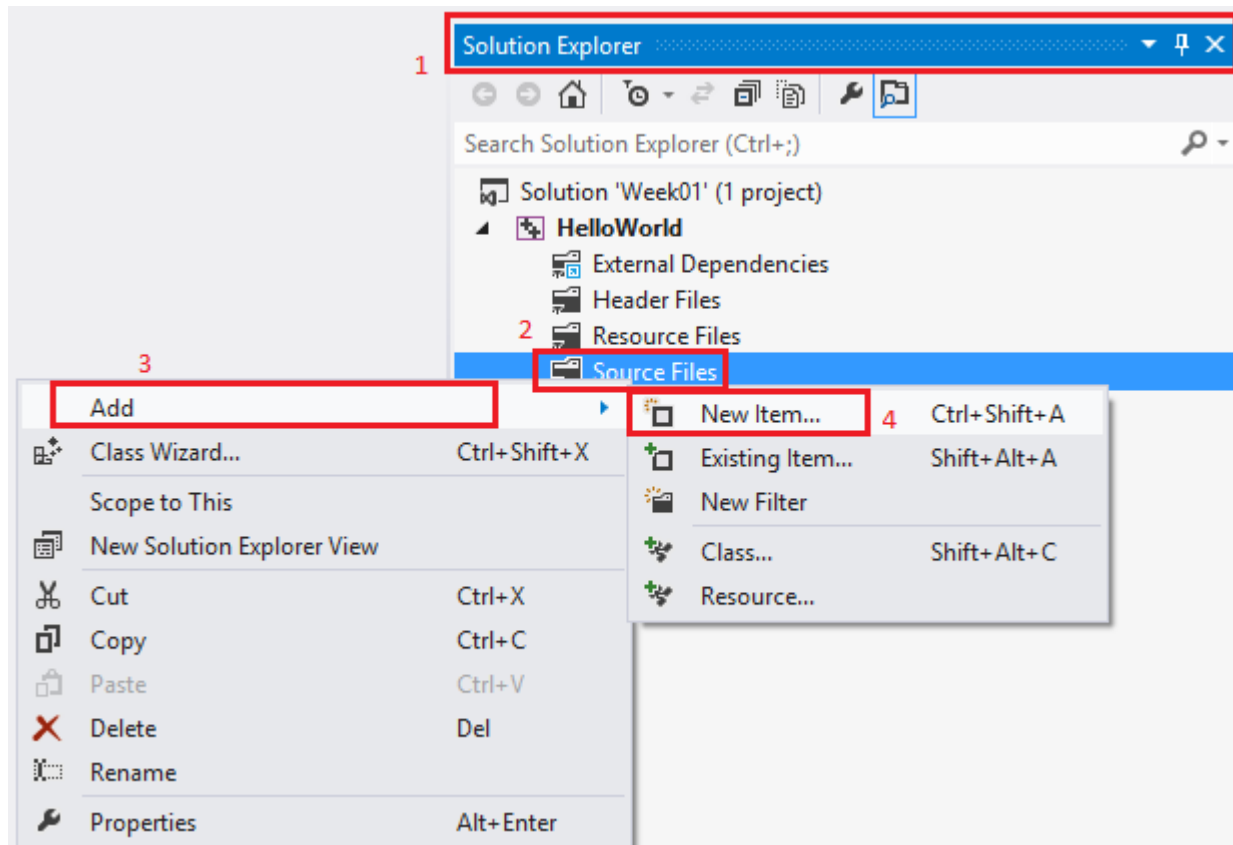 1
Solution Explorer
Search Solution Explorer (Ctrl+;)
Solution 'Week01' (1 project)
HelloWorld
External Dependencies
Header Files
2
Resource Files
Source Files
3
Add
Class Wizard... Ctrl+Shift+X
Scope to This
New Solution Explorer View
Cut Ctrl+X
Copy Ctrl+C
Paste Ctrl+V
Delete Del
Rename
Properties Alt+Enter
New Item... 4 Ctrl+Shift+A
Existing Item... Shift+Alt+A
New Filter
Class... Shift+Alt+C
Resource...